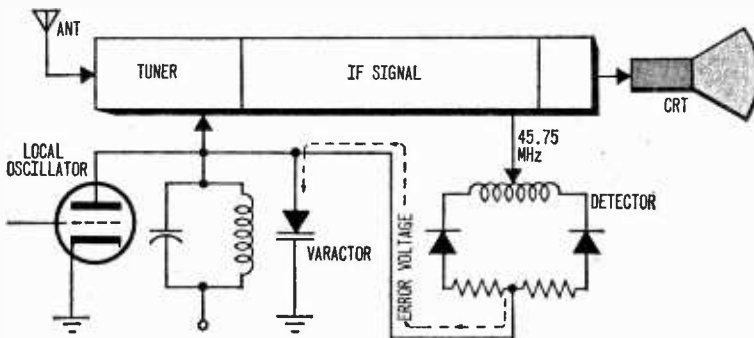 ANT
TUNER
IF SIGNAL
CRT
45.75
MHz
LOCAL
OSCILLATOR
DETECTOR
VARACTOR
ERROR VOLTAGE